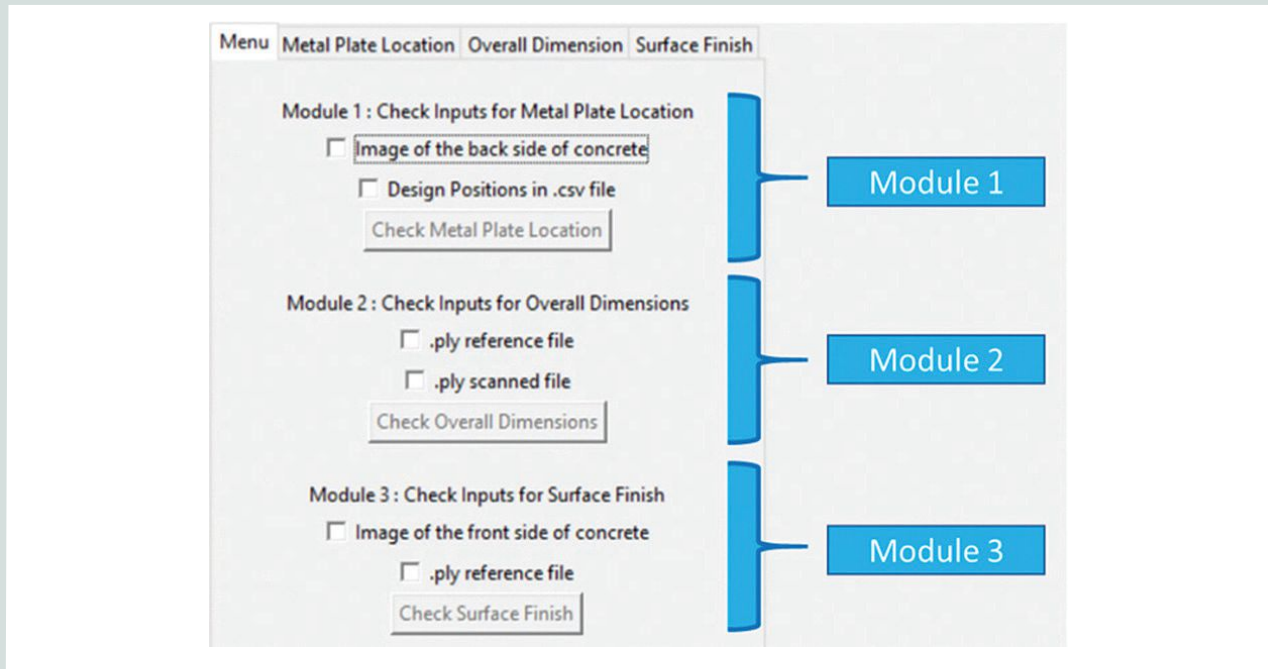 Menu Metal Plate Location Overall Dimension Surface Finish
Module 1 : Check Inputs for Metal Plate Location
Image of the back side of concrete
Design Positions in .csv file
Check Metal Plate Location
Module 1
Module 2 : Check Inputs for Overall Dimensions
.ply reference file
.ply scanned file
Check Overall Dimensions
Module 2
Module 3 : Check Inputs for Surface Finish
Image of the front side of concrete
.ply reference file
Check Surface Finish
Module 3